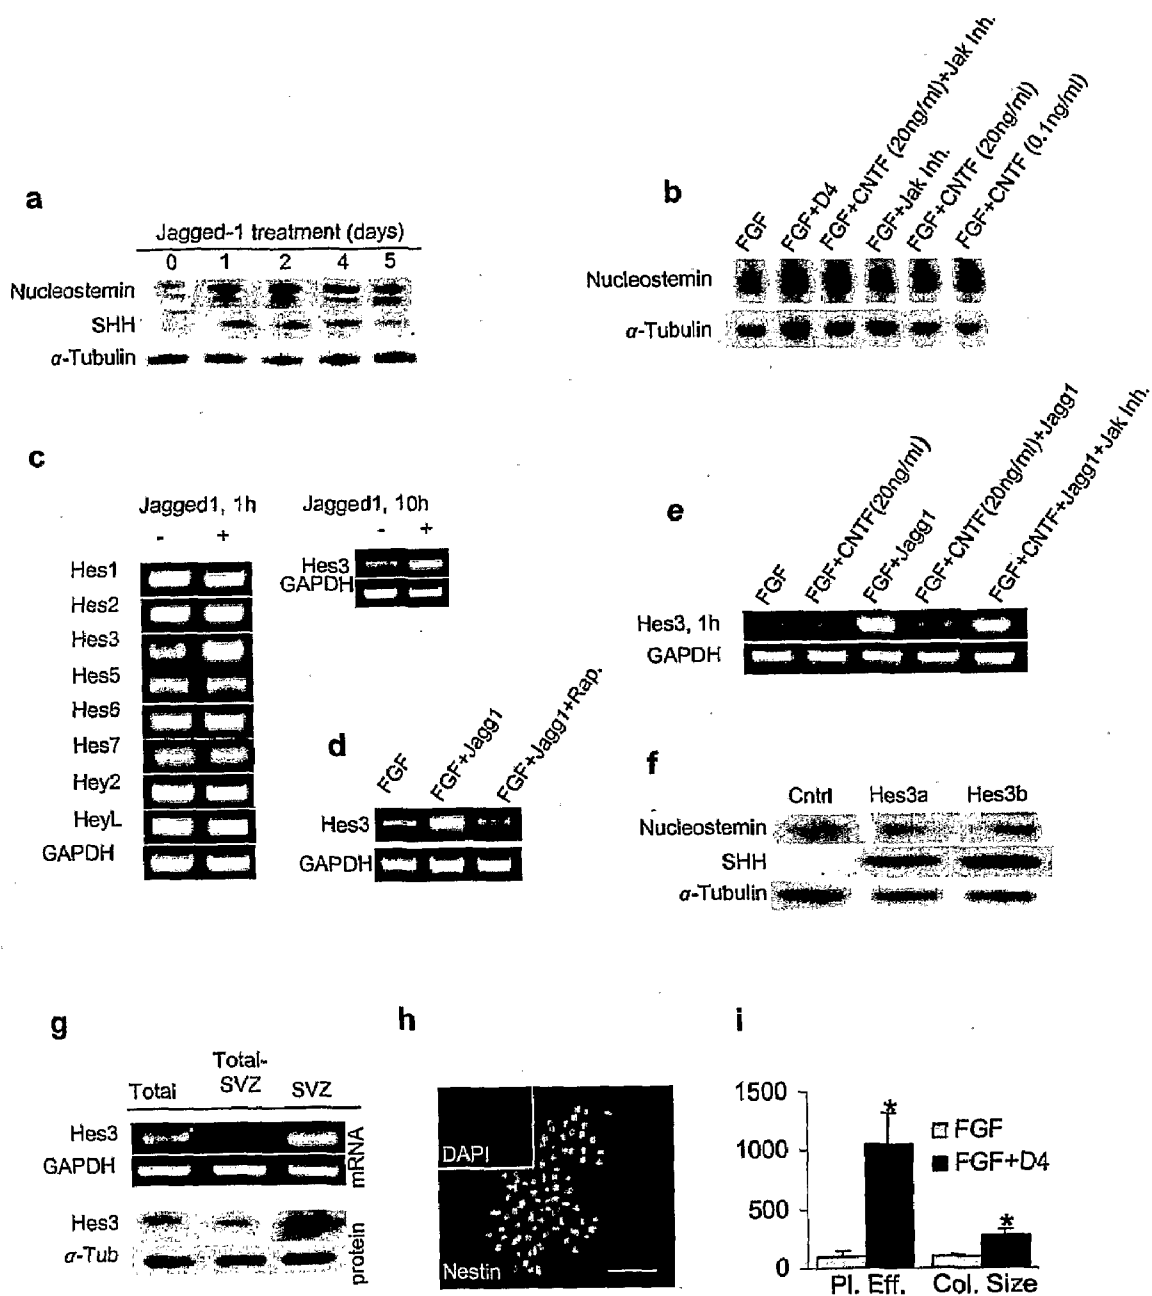 a
Jagged-1 treatment (days)
0 1 2 4 5
Nucleostemin
SHH
α-Tubulin
b
FGF
FGF+D4
FGF+CNTF (20ng/ml)+Jak Inh.
FGF+Jak Inh.
FGF+CNTF (20ng/ml)
FGF+CNTF (0.1ng/ml)
Nucleostemin
α-Tubulin
c
Jagged1, 1h
- +
Hes1
Hes2
Hes3
Hes5
Hes6
Hes7
Hey2
HeyL
GAPDH
Jagged1, 10h
- +
Hes3
GAPDH
d
FGF
FGF+Jagg1
FGF+Jagg1+Rap.
Hes3
GAPDH
e
FGF
FGF+CNTF(20ng/ml)
FGF+Jagg1
FGF+CNTF(20ng/ml)+Jagg1
FGF+CNTF+Jagg1+Jak Inh.
Hes3, 1h
GAPDH
f
Cntrl Hes3a Hes3b
Nucleostemin
SHH
α-Tubulin
g
Total Total-SVZ SVZ
Hes3
GAPDH
mRNA
Hes3
α-Tub
protein
h
DAPI
Nestin
i
1500
1000
500
0
* *
FGF
FGF+D4
Pl. Eff. Col. Size